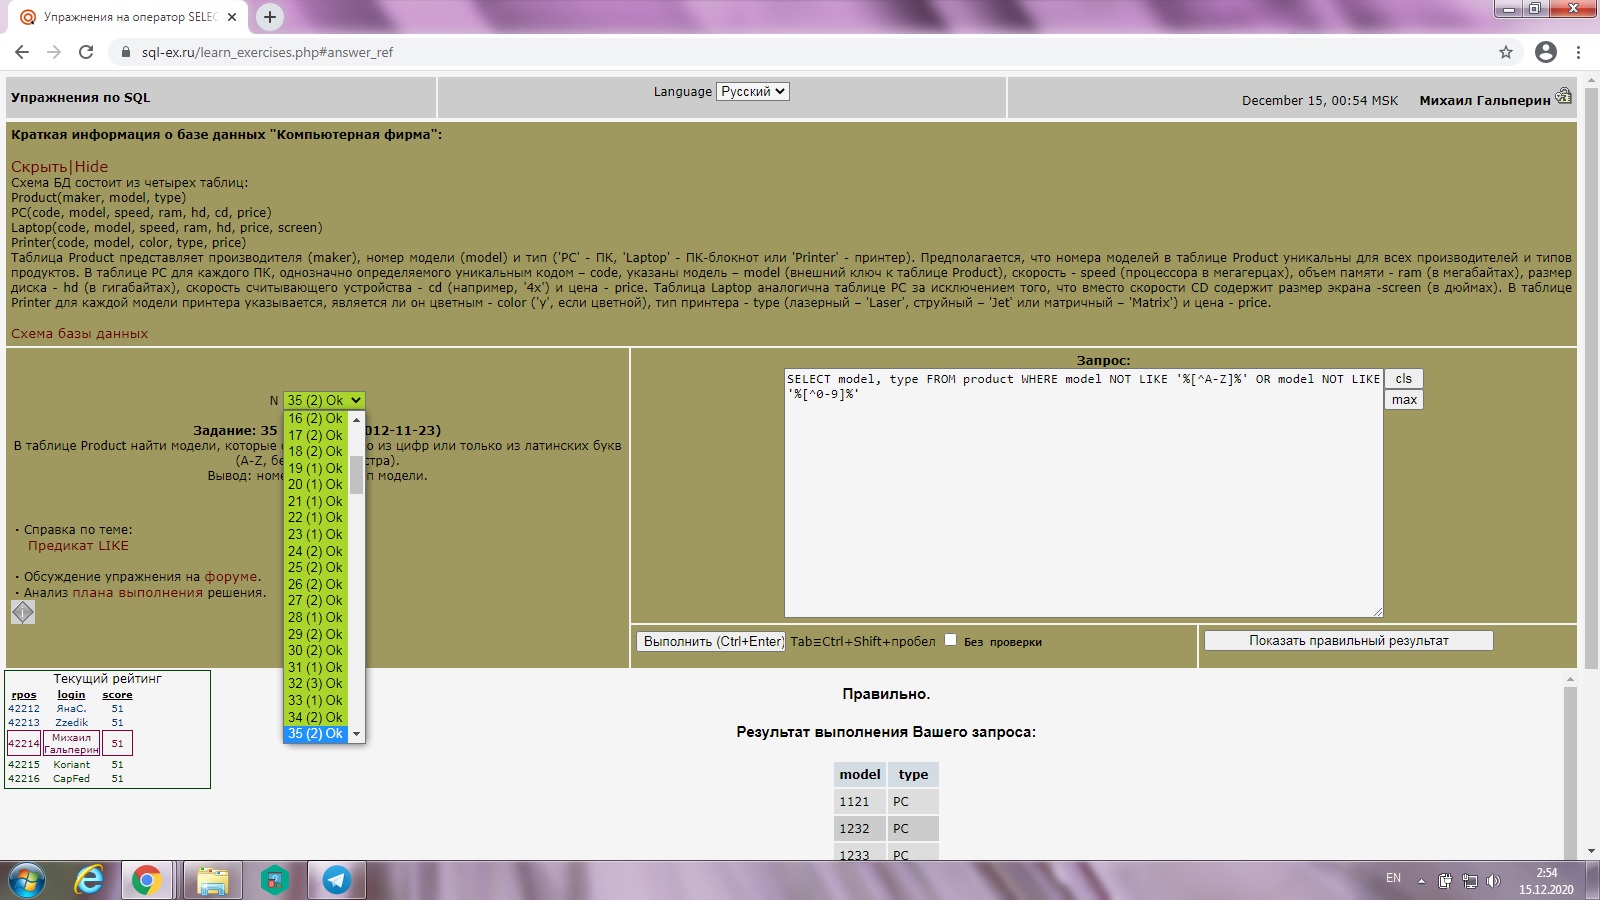 Упражнения на оператор SELEC
sql-ex.ru/learn_exercises.php#answer_ref
Упражнения по SQL
Language Русский
December 15, 00:54 MSK Михаил Гальперин
Краткая информация о базе данных "Компьютерная фирма":
Скрыть|Hide
Схема БД состоит из четырех таблиц:
Product(maker, model, type)
PC(code, model, speed, ram, hd, cd, price)
Laptop(code, model, speed, ram, hd, price, screen)
Printer(code, model, color, type, price)
Таблица Product представляет производителя (maker), номер модели (model) и тип ('PC' - ПК, 'Laptop' - ПК-блокнот или 'Printer' - принтер). Предполагается, что номера моделей в таблице Product уникальны для всех производителей и типов
продуктов. В таблице PC для каждого ПК, однозначно определяемого уникальным кодом – code, указаны модель – model (внешний ключ к таблице Product), скорость - speed (процессора в мегагерцах), объем памяти - ram (в мегабайтах), размер
диска - hd (в гигабайтах), скорость считывающего устройства - cd (например, '4x') и цена - price. Таблица Laptop аналогична таблице PC за исключением того, что вместо скорости CD содержит размер экрана -screen (в дюймах). В таблице
Printer для каждой модели принтера указывается, является ли он цветным - color ('y', если цветной), тип принтера - type (лазерный – 'Laser', струйный – 'Jet' или матричный – 'Matrix') и цена - price.
Схема базы данных
N 35 (2) Ok
16 (2) Ok
17 (2) Ok
18 (2) Ok
19 (1) Ok
20 (1) Ok
21 (1) Ok
22 (1) Ok
23 (1) Ok
24 (2) Ok
25 (2) Ok
26 (2) Ok
27 (2) Ok
28 (1) Ok
29 (2) Ok
30 (2) Ok
31 (1) Ok
32 (3) Ok
33 (1) Ok
34 (2) Ok
35 (2) Ok
Задание: 35 012-11-23)
В таблице Product найти модели, которые о из цифр или только из латинских букв
(A-Z, бе стра).
Вывод: номе п модели.
• Справка по теме:
Предикат LIKE
• Обсуждение упражнения на форуме.
• Анализ плана выполнения решения.
Запрос:
SELECT model, type FROM product WHERE model NOT LIKE '%[^A-Z]%' OR model NOT LIKE
'%[^0-9]%'
cls
max
Выполнить (Ctrl+Enter) Tab≡Ctrl+Shift+пробел Без проверки
Показать правильный результат
Текущий рейтинг
rpos login score
42212 ЯнаС. 51
42213 Zzedik 51
42214 Михаил Гальперин 51
42215 Koriant 51
42216 CapFed 51
Правильно.
Результат выполнения Вашего запроса:
model type
1121 PC
1232 PC
1233 PC
EN
2:54
15.12.2020